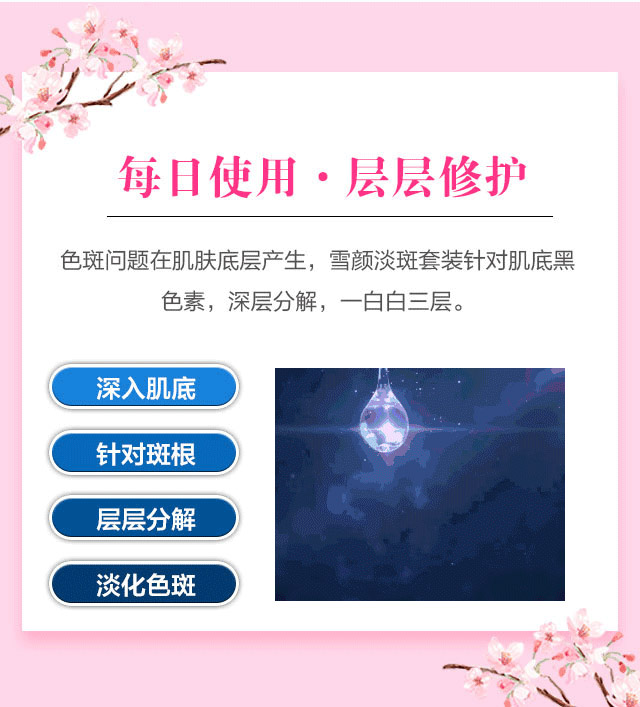 每日使用·层层修护
色斑问题在肌肤底层产生，雪颜淡斑套装针对肌底黑
色素，深层分解，一白白三层。
深入肌底
针对斑根
层层分解
淡化色斑